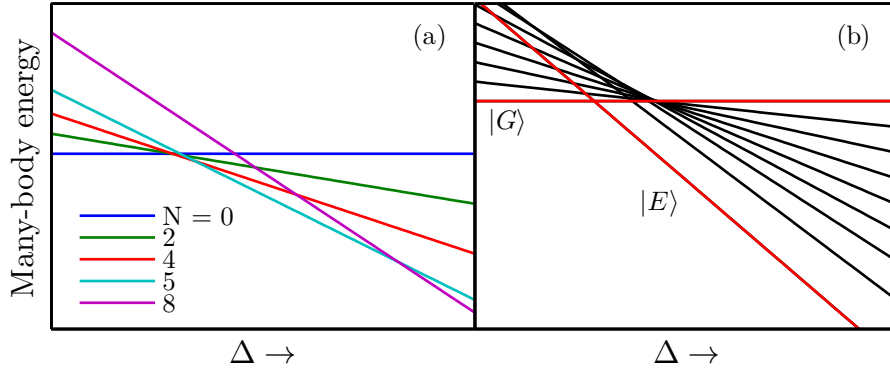 Many-body energy
(a)
N = 0
2
4
5
8
Δ →
(b)
|G⟩
|E⟩
Δ →